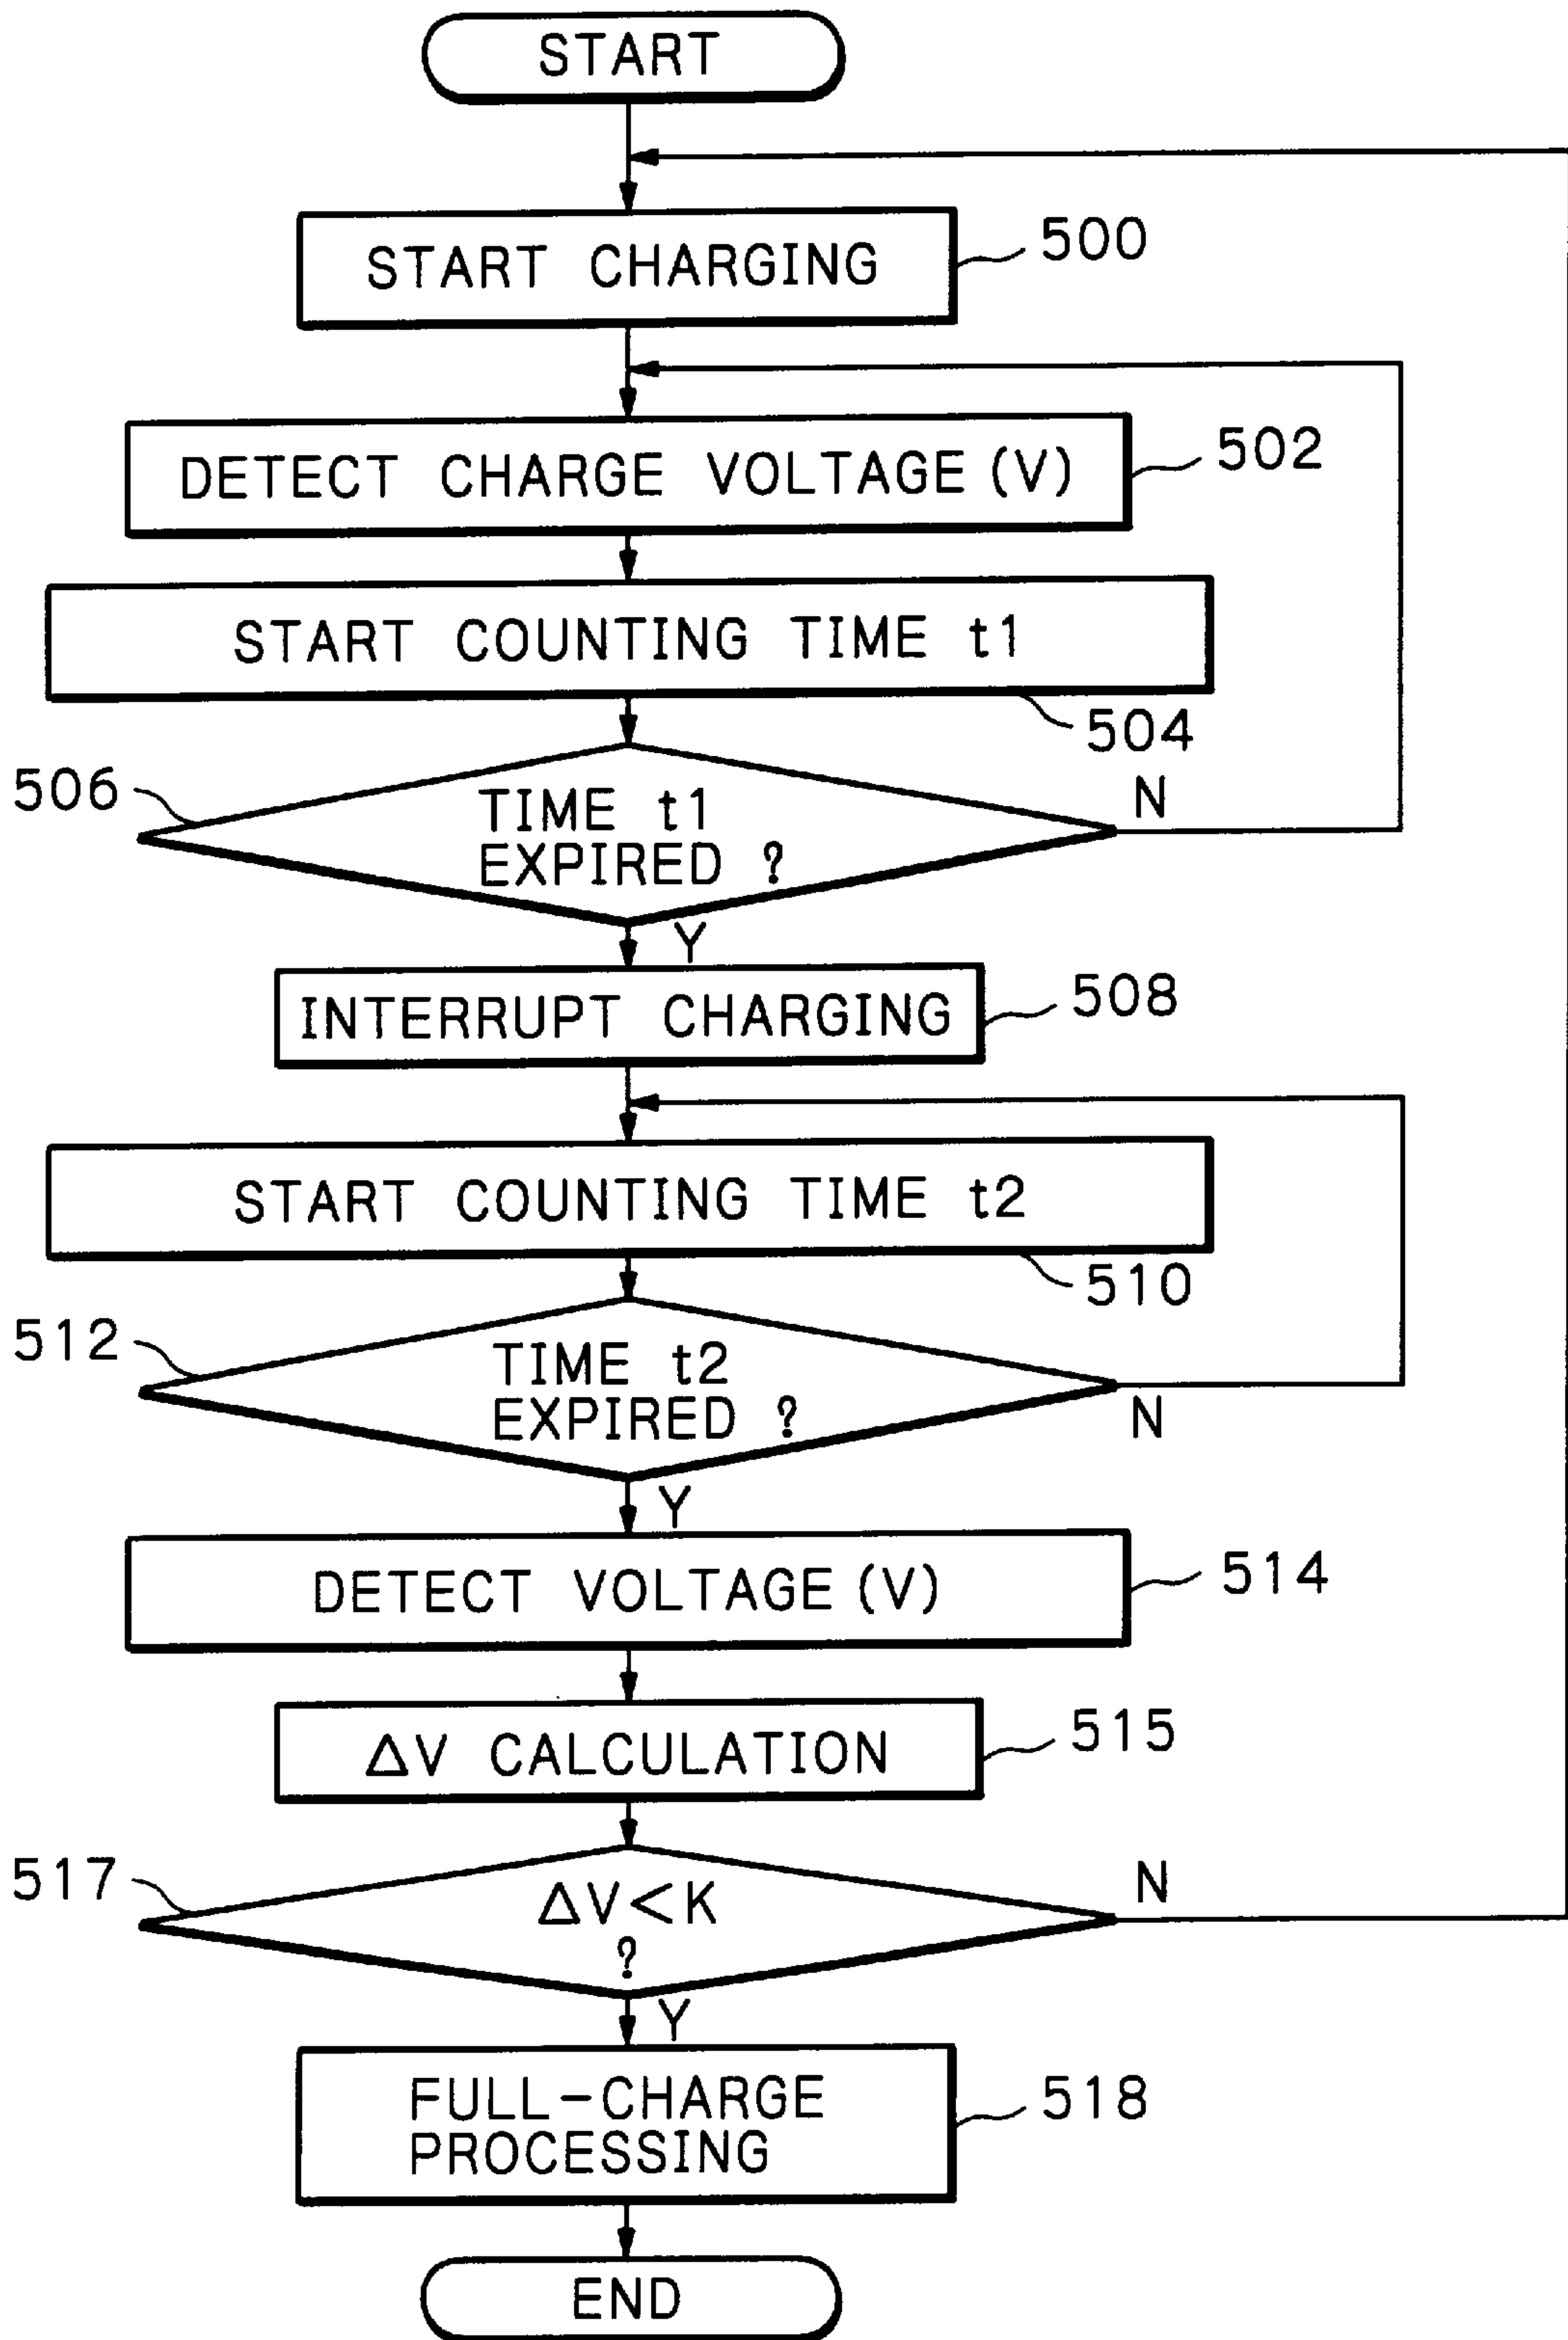 START
START CHARGING
500
DETECT CHARGE VOLTAGE (V)
502
START COUNTING TIME t1
504
506
TIME t1
EXPIRED ?
N
Y
INTERRUPT CHARGING
508
START COUNTING TIME t2
510
512
TIME t2
EXPIRED ?
N
Y
DETECT VOLTAGE (V)
514
ΔV CALCULATION
515
517
ΔV<K
?
N
Y
FULL-CHARGE
PROCESSING
518
END